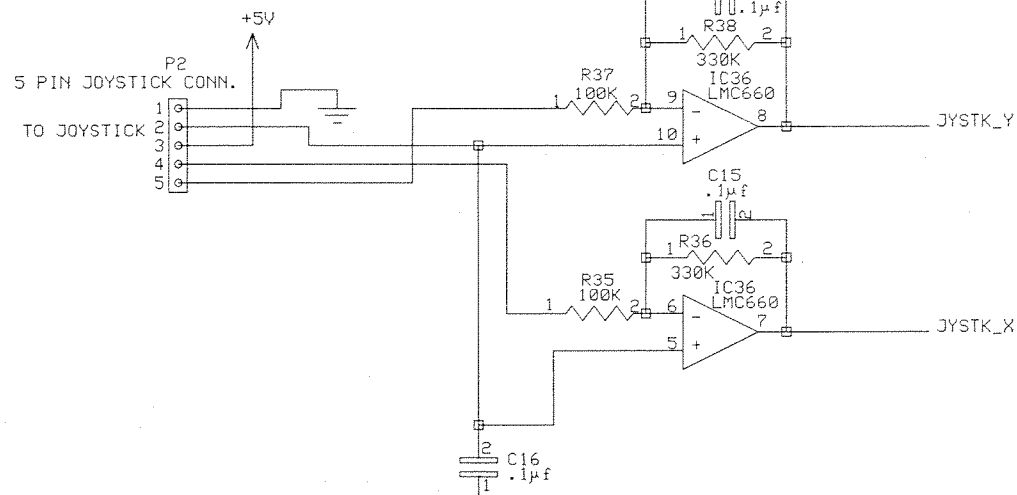 +5V
.1µf
1 R38 2
330K
P2
5 PIN JOYSTICK CONN.
R37
100K
IC36
LMC660
1
1 2 9 - 8
TO JOYSTICK 2
3
10 +
JYSTK_Y
4
5
C15
.1µf
1 2
1 R36 2
330K
R35
100K
IC36
LMC660
1 2 6 - 7
JYSTK_X
5 +
2
C16
.1µf
1